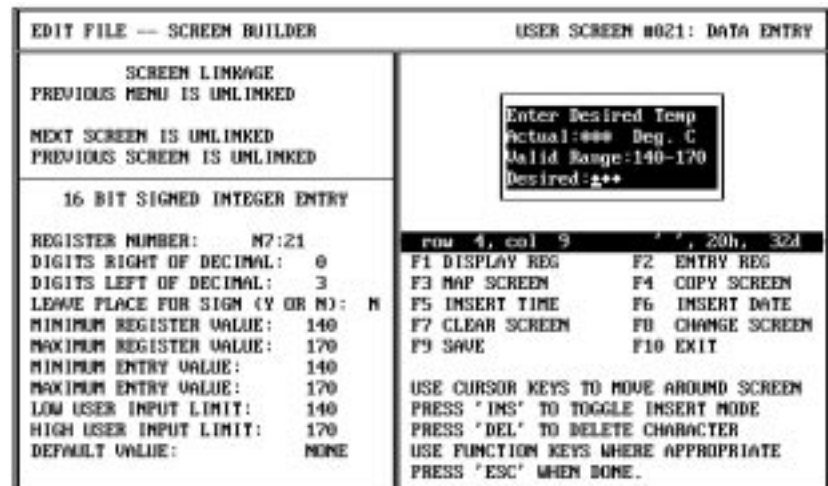 EDIT FILE -- SCREEN BUILDER
USER SCREEN #021: DATA ENTRY
SCREEN LINKAGE
PREVIOUS MENU IS UNLINKED
NEXT SCREEN IS UNLINKED
PREVIOUS SCREEN IS UNLINKED
16 BIT SIGNED INTEGER ENTRY
REGISTER NUMBER: N7:21
DIGITS RIGHT OF DECIMAL: 0
DIGITS LEFT OF DECIMAL: 3
LEAVE PLACE FOR SIGN (Y OR N): N
MINIMUM REGISTER VALUE: 140
MAXIMUM REGISTER VALUE: 170
MINIMUM ENTRY VALUE: 140
MAXIMUM ENTRY VALUE: 170
LOW USER INPUT LIMIT: 140
HIGH USER INPUT LIMIT: 170
DEFAULT VALUE: NONE
Enter Desired Temp
Actual:●●● Deg. C
Valid Range:140-170
Desired:♦♦♦
row 4, col 9 ' ', 20h, 32d
F1 DISPLAY REG F2 ENTRY REG
F3 MAP SCREEN F4 COPY SCREEN
F5 INSERT TIME F6 INSERT DATE
F7 CLEAR SCREEN F8 CHANGE SCREEN
F9 SAVE F10 EXIT
USE CURSOR KEYS TO MOVE AROUND SCREEN
PRESS 'INS' TO TOGGLE INSERT MODE
PRESS 'DEL' TO DELETE CHARACTER
USE FUNCTION KEYS WHERE APPROPRIATE
PRESS 'ESC' WHEN DONE.